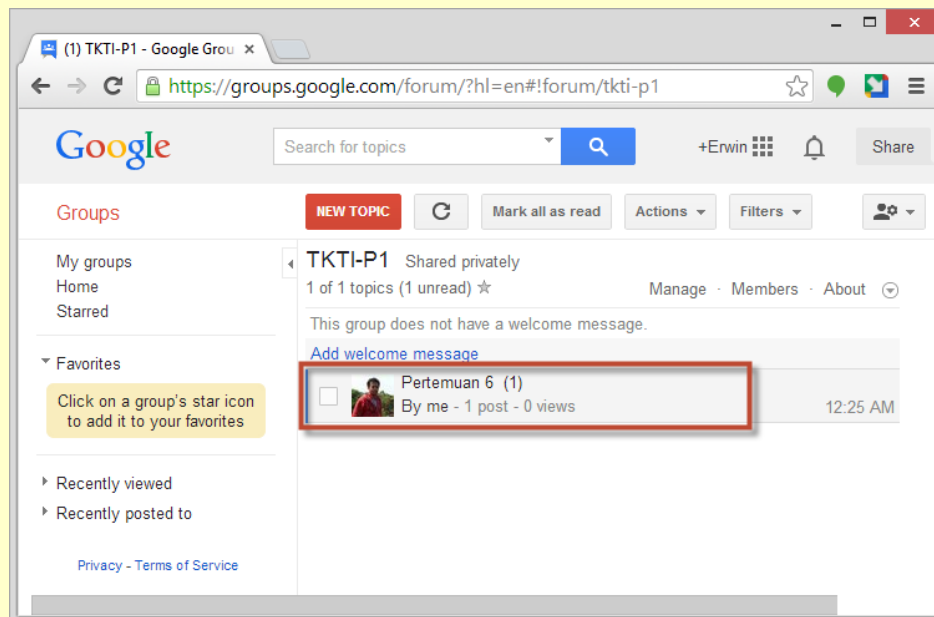 (1) TKTI-P1 - Google Grou
https://groups.google.com/forum/?hl=en#!forum/tkti-p1
Google
Search for topics
+Erwin
Share
Groups
NEW TOPIC
Mark all as read
Actions
Filters
My groups
Home
Starred
Favorites
Click on a group's star icon
to add it to your favorites
Recently viewed
Recently posted to
Privacy - Terms of Service
TKTI-P1 Shared privately
1 of 1 topics (1 unread)
Manage · Members · About
This group does not have a welcome message.
Add welcome message
Pertemuan 6 (1)
By me - 1 post - 0 views
12:25 AM